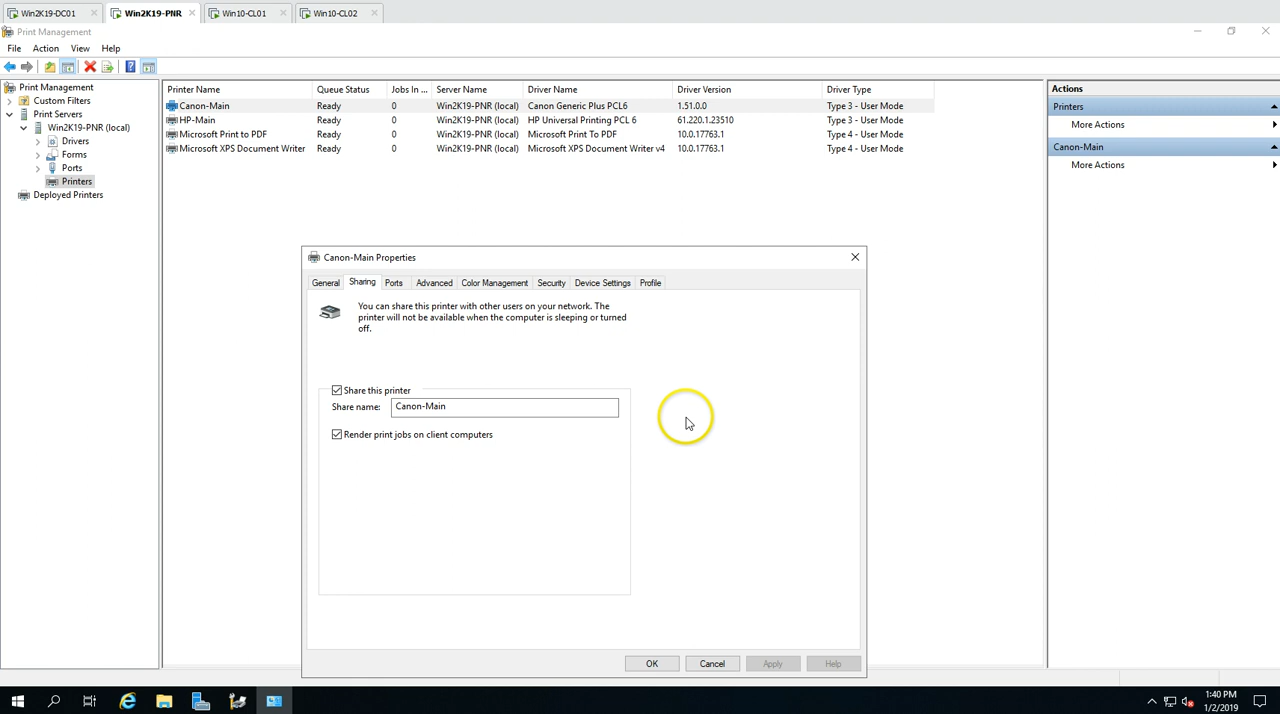 Win2K19-DC01
Win2K19-PNR
Win10-CL01
Win10-CL02
Print Management
File Action View Help
Print Management
Custom Filters
Print Servers
Win2K19-PNR (local)
Drivers
Forms
Ports
Printers
Deployed Printers
Printer Name Queue Status Jobs In ... Server Name Driver Name Driver Version Driver Type
Canon-Main Ready 0 Win2K19-PNR (local) Canon Generic Plus PCL6 1.51.0.0 Type 3 - User Mode
HP-Main Ready 0 Win2K19-PNR (local) HP Universal Printing PCL 6 61.220.1.23510 Type 3 - User Mode
Microsoft Print to PDF Ready 0 Win2K19-PNR (local) Microsoft Print To PDF 10.0.17763.1 Type 4 - User Mode
Microsoft XPS Document Writer Ready 0 Win2K19-PNR (local) Microsoft XPS Document Writer v4 10.0.17763.1 Type 4 - User Mode
Actions
Printers
More Actions
Canon-Main
More Actions
Canon-Main Properties
General Sharing Ports Advanced Color Management Security Device Settings Profile
You can share this printer with other users on your network. The
printer will not be available when the computer is sleeping or turned
off.
Share this printer
Share name: Canon-Main
Render print jobs on client computers
OK Cancel Apply Help
1:40 PM
1/2/2019